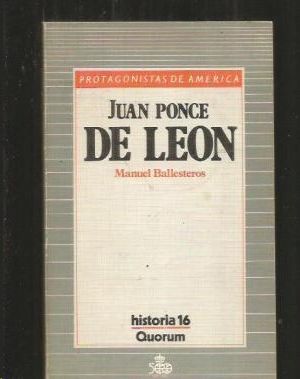 PROTAGONISTAS DE AMERICA
JUAN PONCE
DE LEON
Manuel Ballesteros
historia 16
Quorum